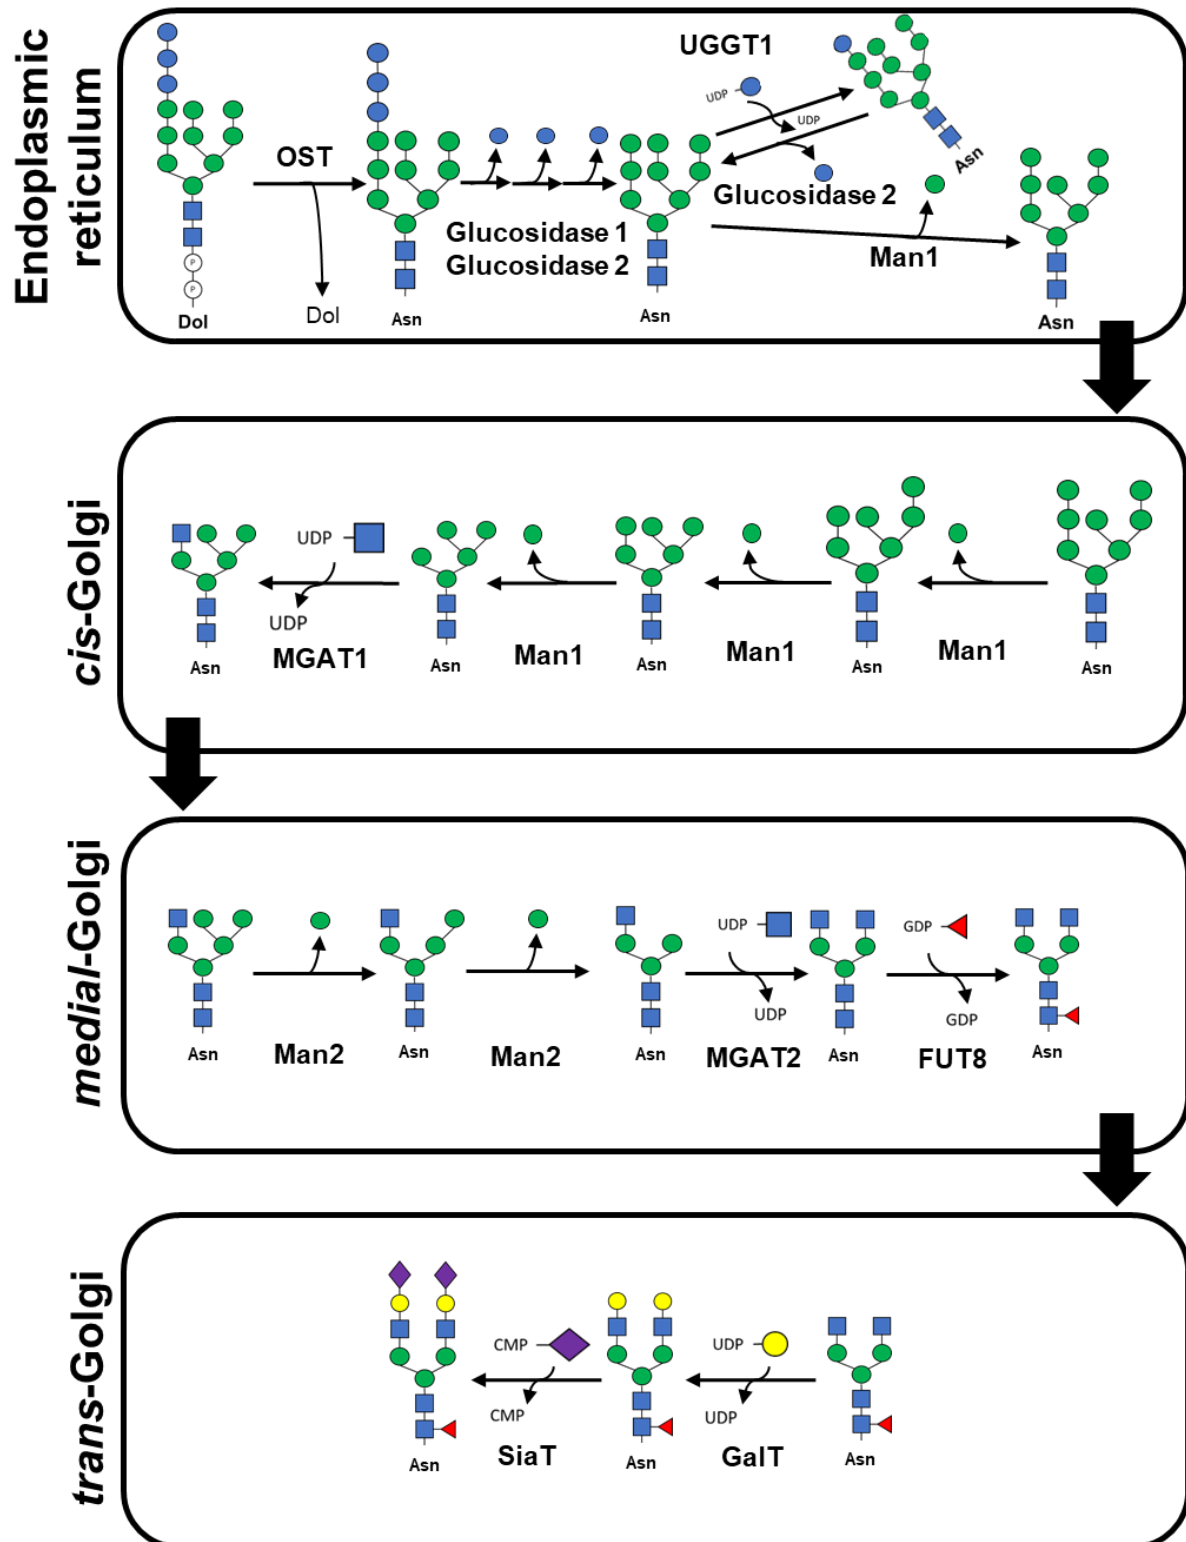 Endoplasmic
reticulum
UGGT1
UDP
UDP
OST
Glucosidase 1
Glucosidase 2
Glucosidase 2
Man1
P
P
Dol
Dol
Asn
Asn
Asn
Asn
cis-Golgi
UDP
UDP
MGAT1
Man1
Man1
Man1
Asn
Asn
Asn
Asn
Asn
medial-Golgi
UDP
UDP
GDP
GDP
Man2
Man2
MGAT2
FUT8
Asn
Asn
Asn
Asn
Asn
trans-Golgi
CMP
CMP
UDP
UDP
SiaT
GalT
Asn
Asn
Asn